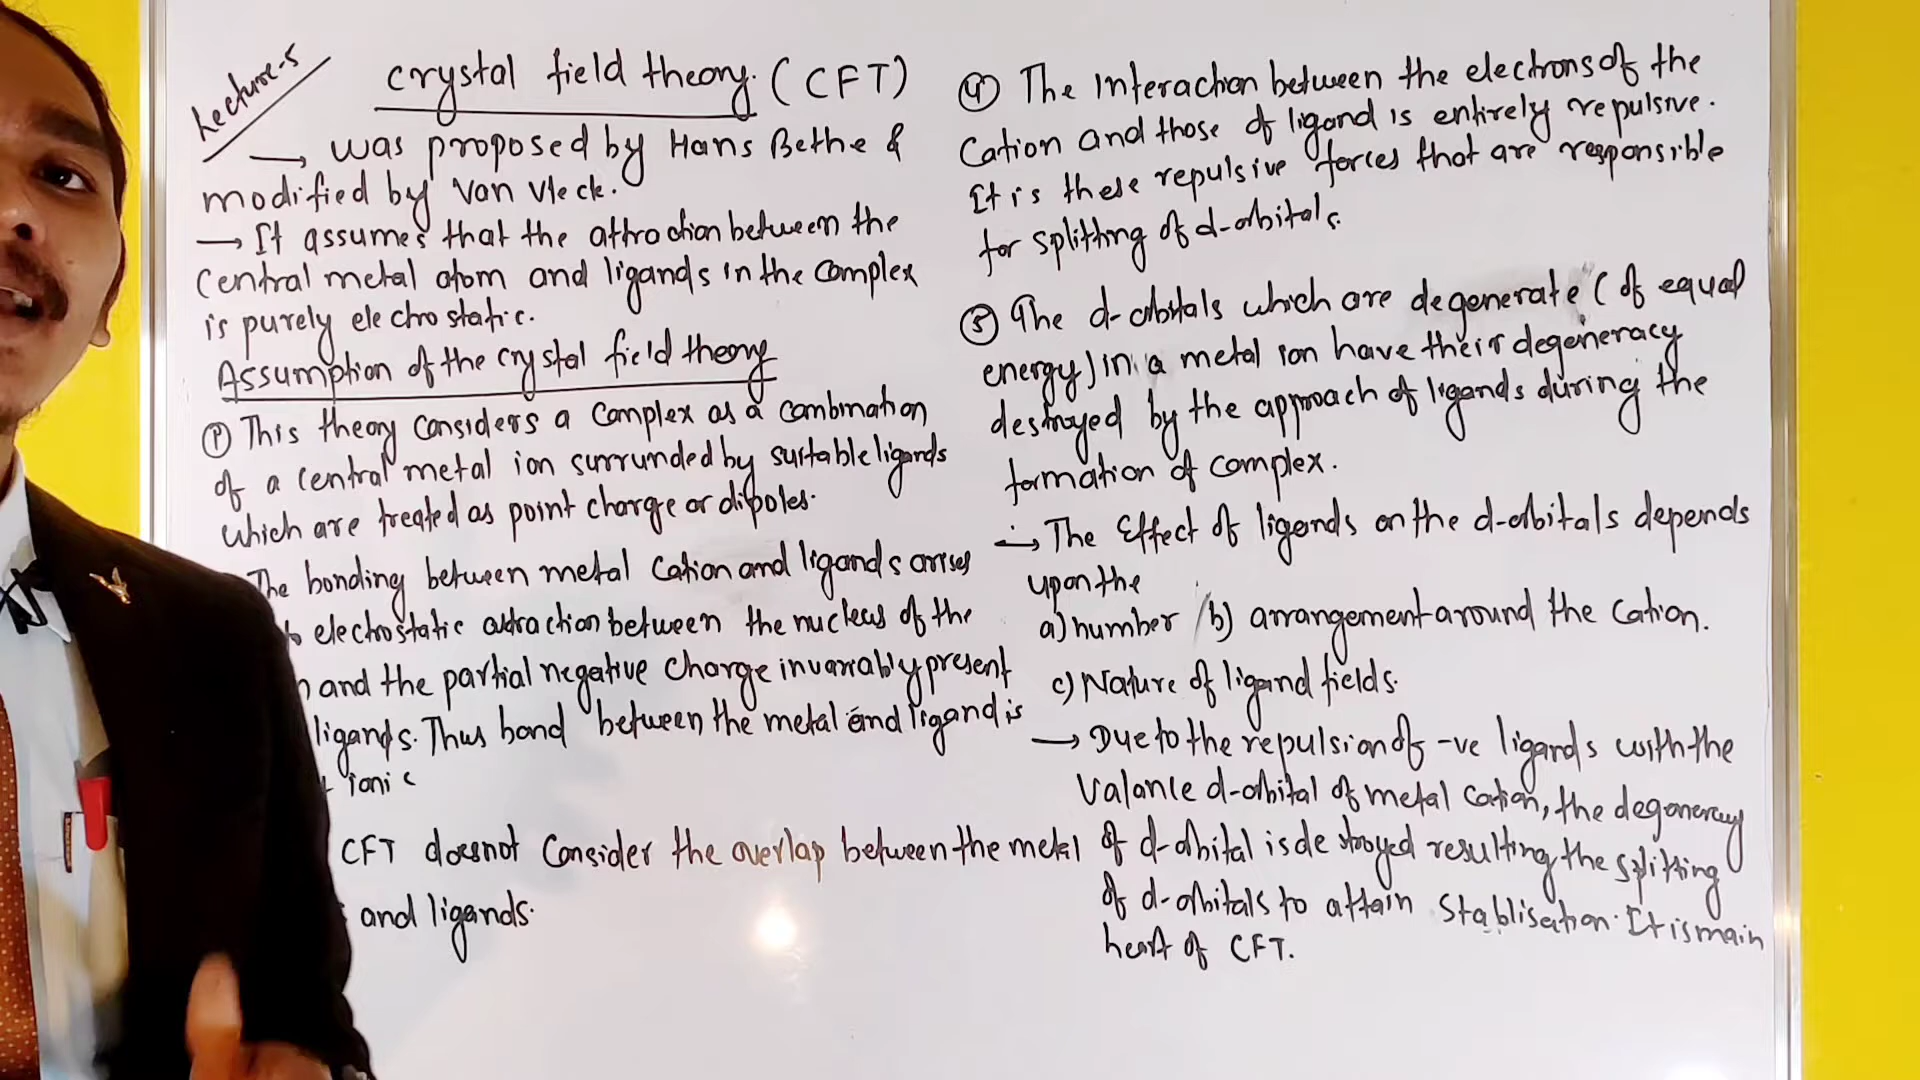 Lecture-5
Crystal field theory (CFT)
→ was proposed by Hans Bethe &
modified by Van Vleck.
→ It assumes that the attraction between the
central metal atom and ligands in the complex
is purely electrostatic.
Assumption of the crystal field theory
① This theory considers a complex as a combination
of a central metal ion surrunded by suitable ligands
which are treated as point charge or dipoles.
The bonding between metal cation and ligands arises
electrostatic attraction between the nucleus of the
and the partial negative charge invariably present
ligands. Thus bond between the metal and ligand is
ionic
CFT doesnot consider the overlap between the metal
and ligands.
④ The Interaction between the electrons of the
cation and those of ligand is entirely repulsive.
It is these repulsive forces that are responsible
for splitting of d-orbitals.
⑤ The d-orbitals which are degenerate (of equal
energy) in a metal ion have their degeneracy
destroyed by the approach of ligands during the
formation of complex.
→ The Effect of ligands on the d-orbitals depends
upon the
a) number b) arrangement around the cation.
c) Nature of ligand fields.
→ Due to the repulsion of -ve ligands with the
valance d-orbital of metal cation, the degeneracy
of d-orbital is destroyed resulting the splitting
of d-orbitals to attain stablisation. It is main
heart of CFT.